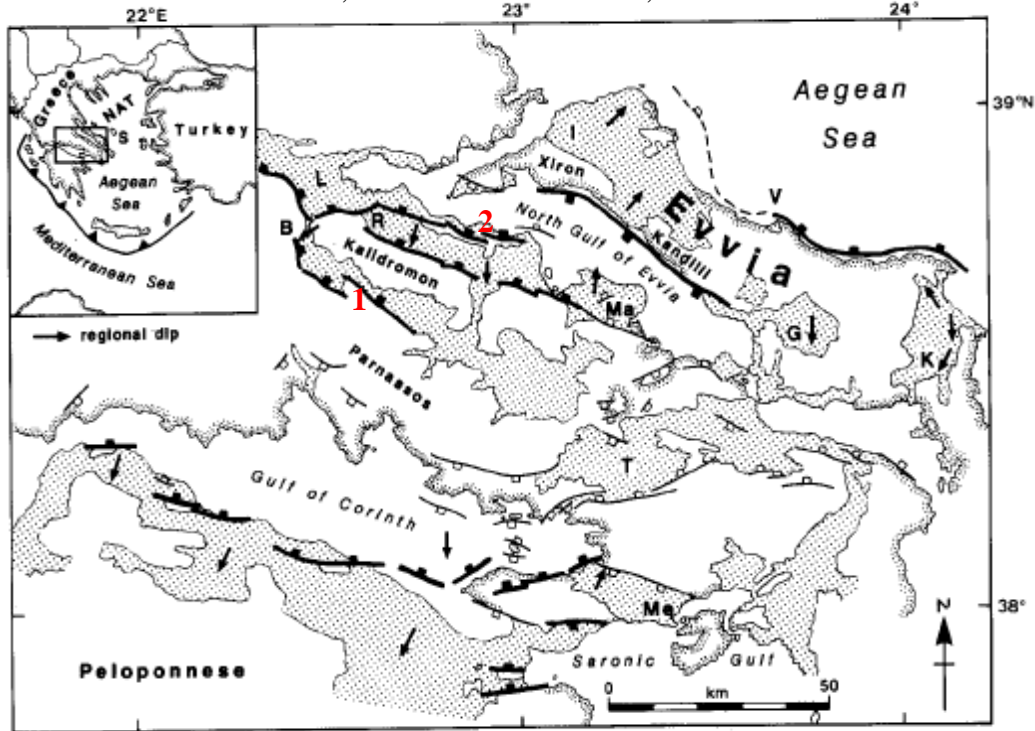 22°E
23
24
39°N
38°
Greece
NAT
°S
Turkey
Aegean
Sea
Mediterranean Sea
regional dip
Aegean
Sea
I
Xiron
L
V
Evvia
2
B
R
Kallidromon
North Gulf of Evvia
Kandilli
1
Ma
G
K
Parnassos
T
Gulf of Corinth
Me
N
Peloponnese
Saronic Gulf
0 km 50